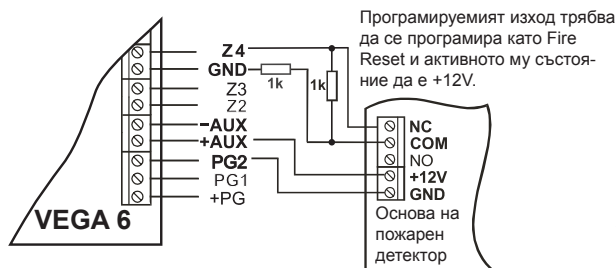 Програмируемият изход трябва
да се програмира като Fire
Reset и активното му състоя-
ние да е +12V.
Z4
GND
1k
1k
Z3
Z2
–AUX
+AUX
PG2
PG1
+PG
VEGA 6
NC
COM
NO
+12V
GND
Основа на
пожарен
детектор